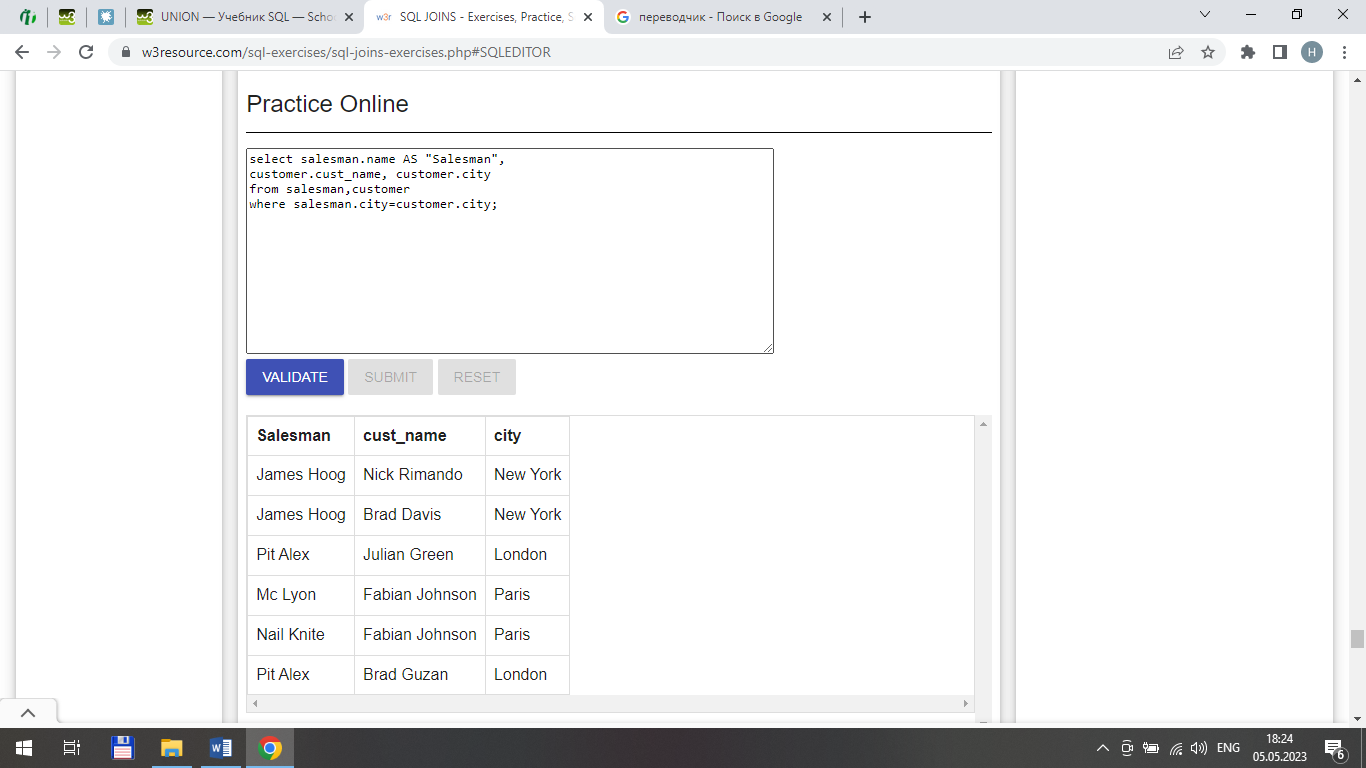 UNION — Учебник SQL — Scho
SQL JOINS - Exercises, Practice, S
переводчик - Поиск в Google
w3resource.com/sql-exercises/sql-joins-exercises.php#SQLEDITOR
H
Practice Online
select salesman.name AS "Salesman",
customer.cust_name, customer.city
from salesman,customer
where salesman.city=customer.city;
VALIDATE SUBMIT RESET
Salesman cust_name city
James Hoog Nick Rimando New York
James Hoog Brad Davis New York
Pit Alex Julian Green London
Mc Lyon Fabian Johnson Paris
Nail Knite Fabian Johnson Paris
Pit Alex Brad Guzan London
ENG
18:24
05.05.2023
6